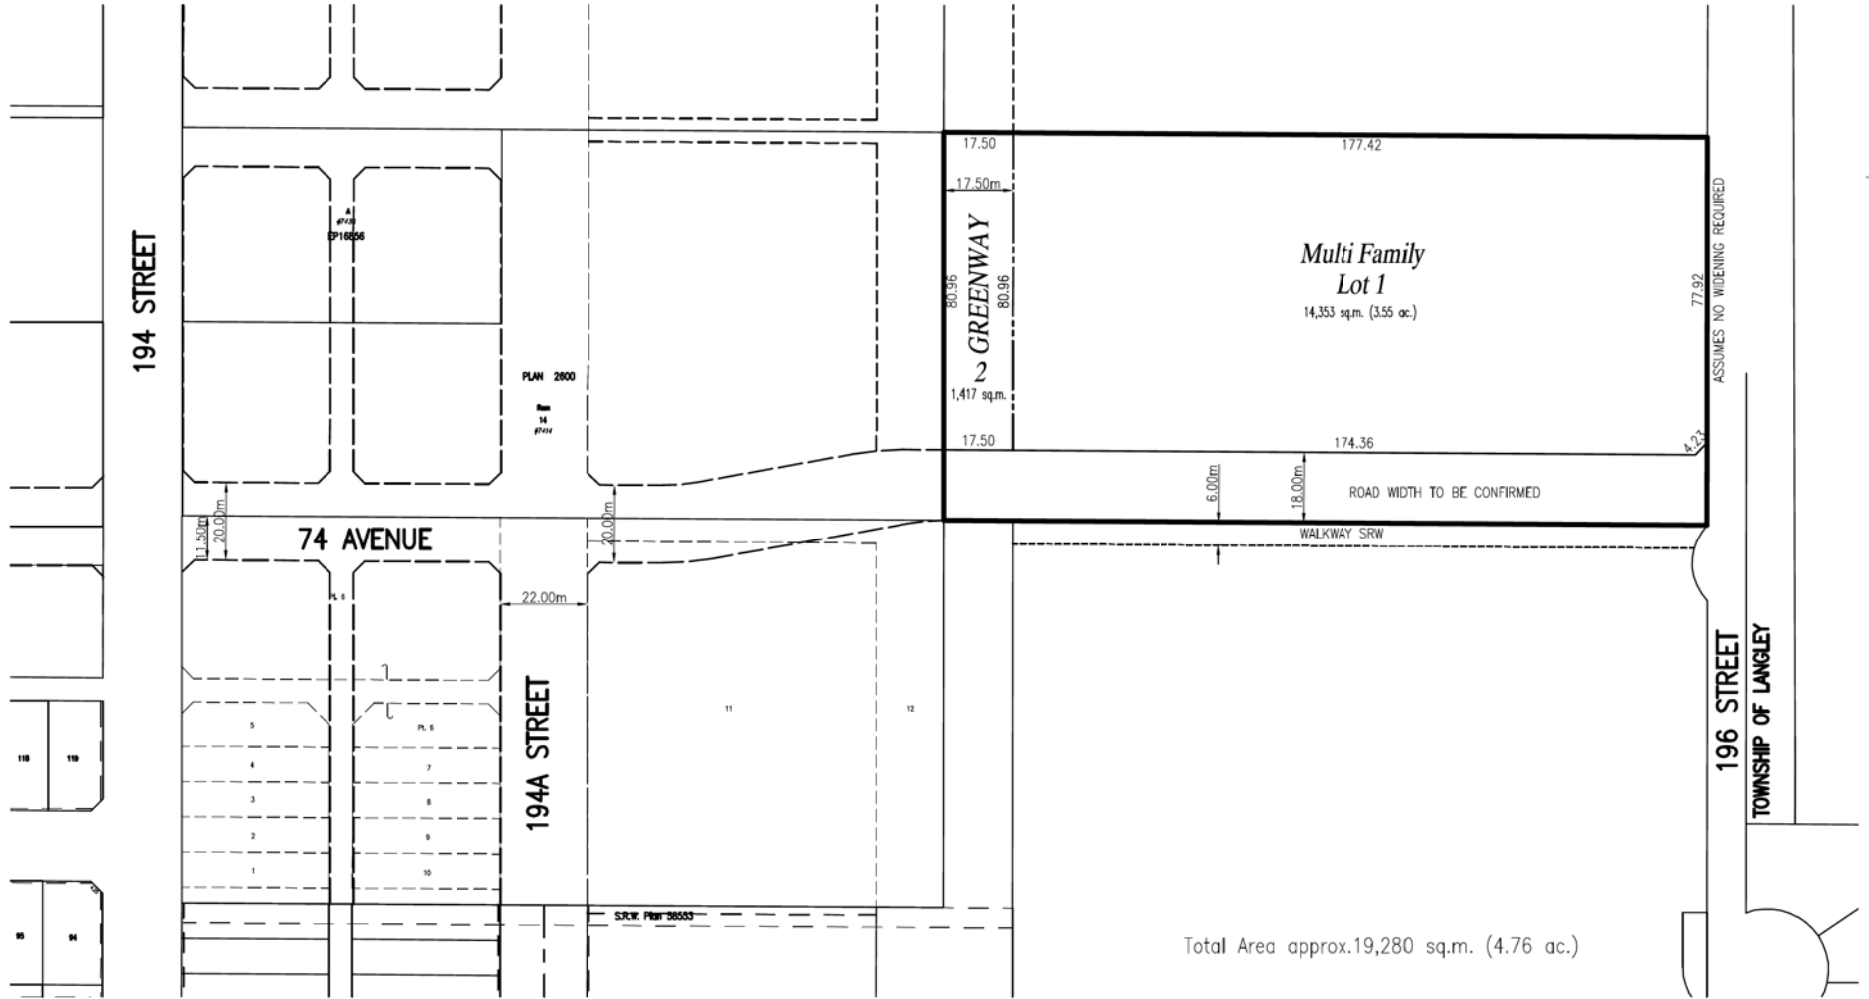 17.50
177.42
17.50m
194 STREET
A
EP16856
80.96
2 GREENWAY
80.96
1,417 sq.m.
Multi Family
Lot 1
14,353 sq.m. (3.55 ac.)
77.92
ASSUMES NO WIDENING REQUIRED
PLAN 2600
Rem
14
17.50
174.36
4.23
11.50m
20.00m
20.00m
6.00m
18.00m
ROAD WIDTH TO BE CONFIRMED
74 AVENUE
WALKWAY SRW
22.00m
194A STREET
196 STREET
TOWNSHIP OF LANGLEY
11
12
5
Pt. 6
4
7
3
8
2
9
1
10
118
119
95
94
S.R.W. Plan 58553
Total Area approx.19,280 sq.m. (4.76 ac.)